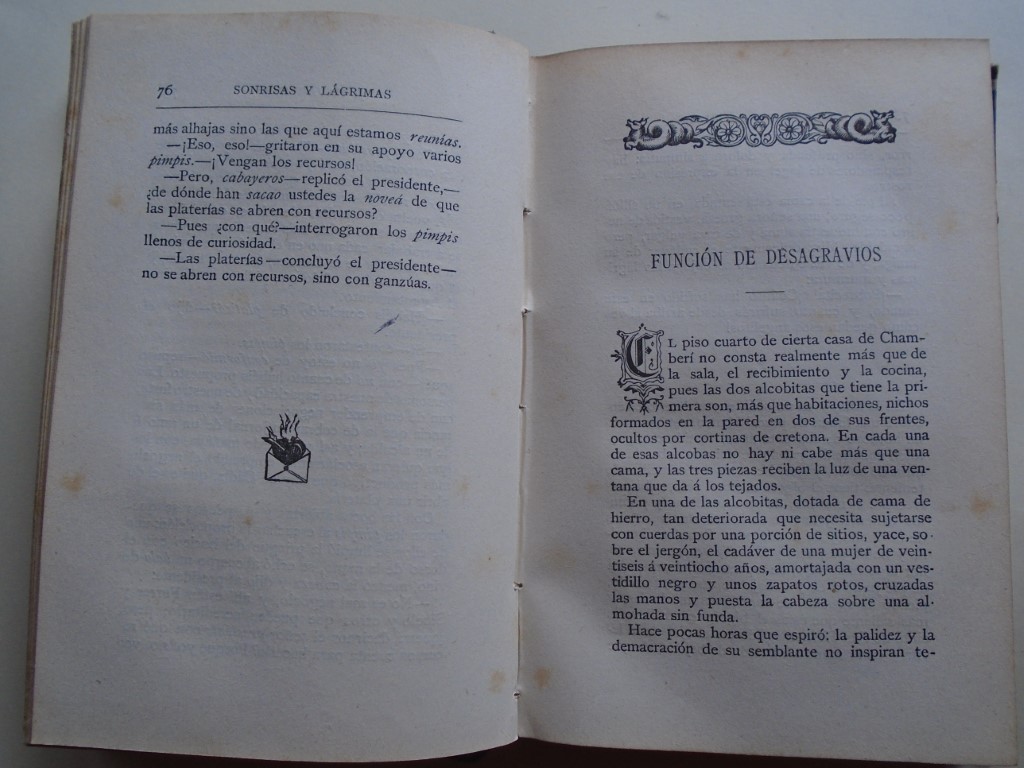 76 SONRISAS Y LÁGRIMAS
más alhajas sino las que aquí estamos reunías.
—¡Eso, eso!—gritaron en su apoyo varios
pimpis.—¡Vengan los recursos!
—Pero, cabayeros—replicó el presidente,—
¿de dónde han sacao ustedes la noveá de que
las platerías se abren con recursos?
—Pues ¿con qué?—interrogaron los pimpis
llenos de curiosidad.
—Las platerías—concluyó el presidente—
no se abren con recursos, sino con ganzúas.
FUNCIÓN DE DESAGRAVIOS
EL piso cuarto de cierta casa de Cham-
berí no consta realmente más que de
la sala, el recibimiento y la cocina,
pues las dos alcobitas que tiene la pri-
mera son, más que habitaciones, nichos
formados en la pared en dos de sus frentes,
ocultos por cortinas de cretona. En cada una
de esas alcobas no hay ni cabe más que una
cama, y las tres piezas reciben la luz de una ven-
tana que da á los tejados.
En una de las alcobitas, dotada de cama de
hierro, tan deteriorada que necesita sujetarse
con cuerdas por una porción de sitios, yace, so-
bre el jergón, el cadáver de una mujer de vein-
tiseis á veintiocho años, amortajada con un ves-
tidillo negro y unos zapatos rotos, cruzadas
las manos y puesta la cabeza sobre una al-
mohada sin funda.
Hace pocas horas que espiró: la palidez y la
demacración de su semblante no inspiran te-